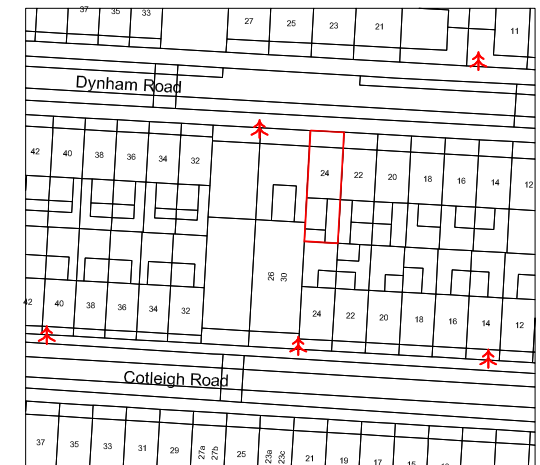 37 35 33 27 25 23 21 11
Dynham Road
42 40 38 36 34 32 24 22 20 18 16 14 12
26 30
42 40 38 36 34 32 24 22 20 18 16 14 12
Cotleigh Road
37 35 33 31 29 27a 27b 25 23a 23c 21 19 17 15